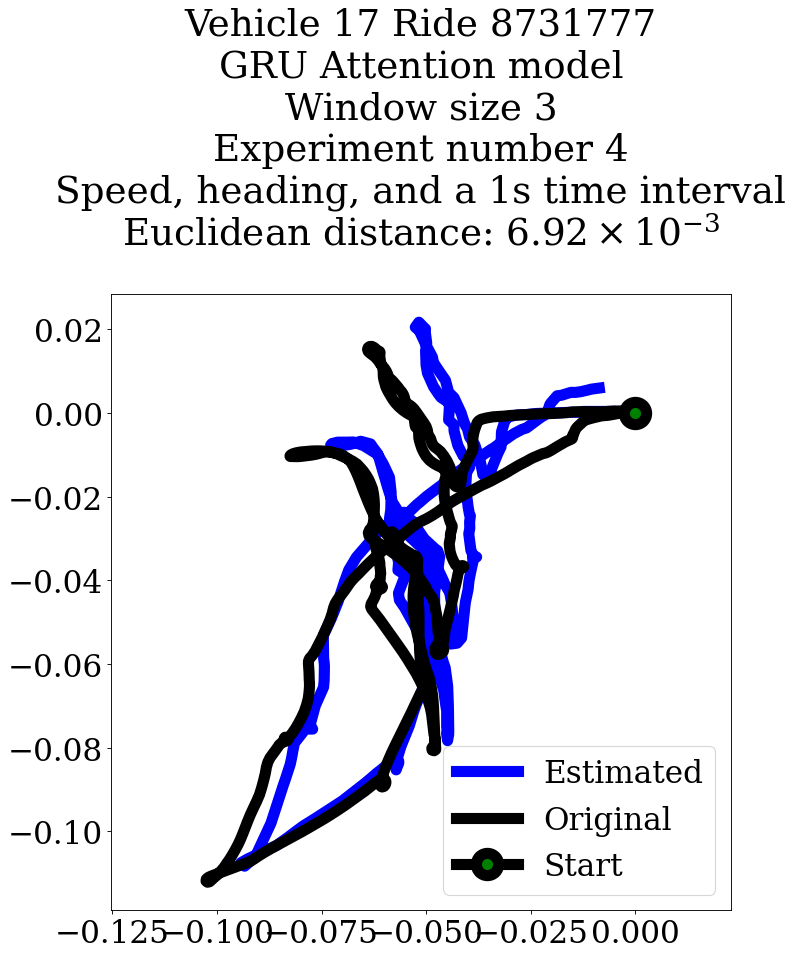 Vehicle 17 Ride 8731777
GRU Attention model
Window size 3
Experiment number 4
Speed, heading, and a 1s time interval
Euclidean distance: 6.92 × 10⁻³
0.02
0.00
−0.02
−0.04
−0.06
−0.08
−0.10
Estimated
Original
Start
−0.125 −0.100 −0.075 −0.050 −0.025 0.000